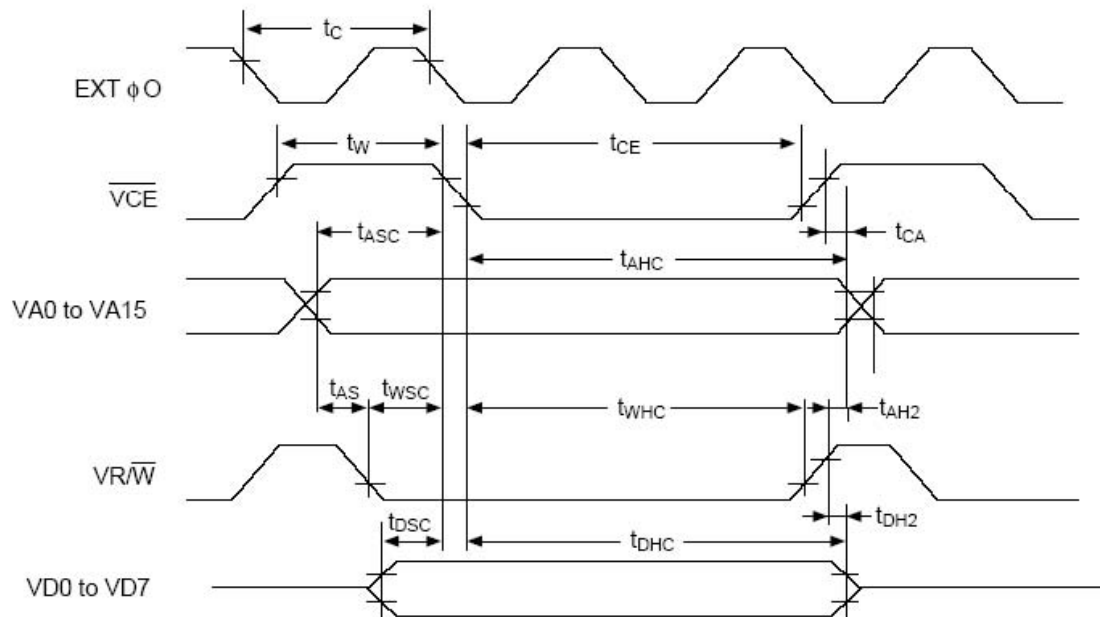 tC
EXT ϕO
tW
tCE
VCE
tCA
tASC
tAHC
VA0 to VA15
tAS
tWSC
tWHC
tAH2
VR/W
tDSC
tDHC
tDH2
VD0 to VD7